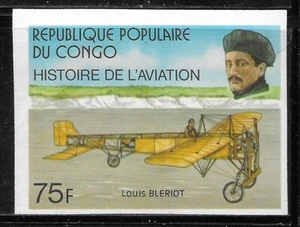 REPUBLIQUE POPULAIRE
DU CONGO
HISTOIRE DE L'AVIATION
75F
Louis BLERIOT